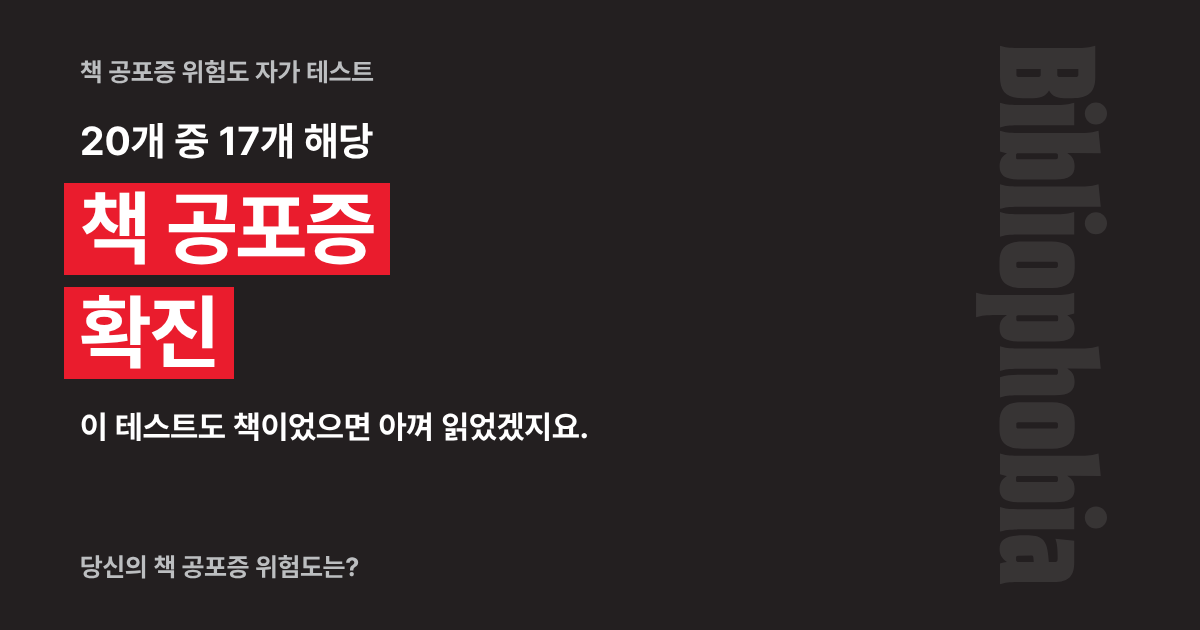 책 공포증 위험도 자가 테스트
20개 중 17개 해당
책 공포증
확진
이 테스트도 책이었으면 아껴 읽었겠지요.
당신의 책 공포증 위험도는?
Bibliophobia